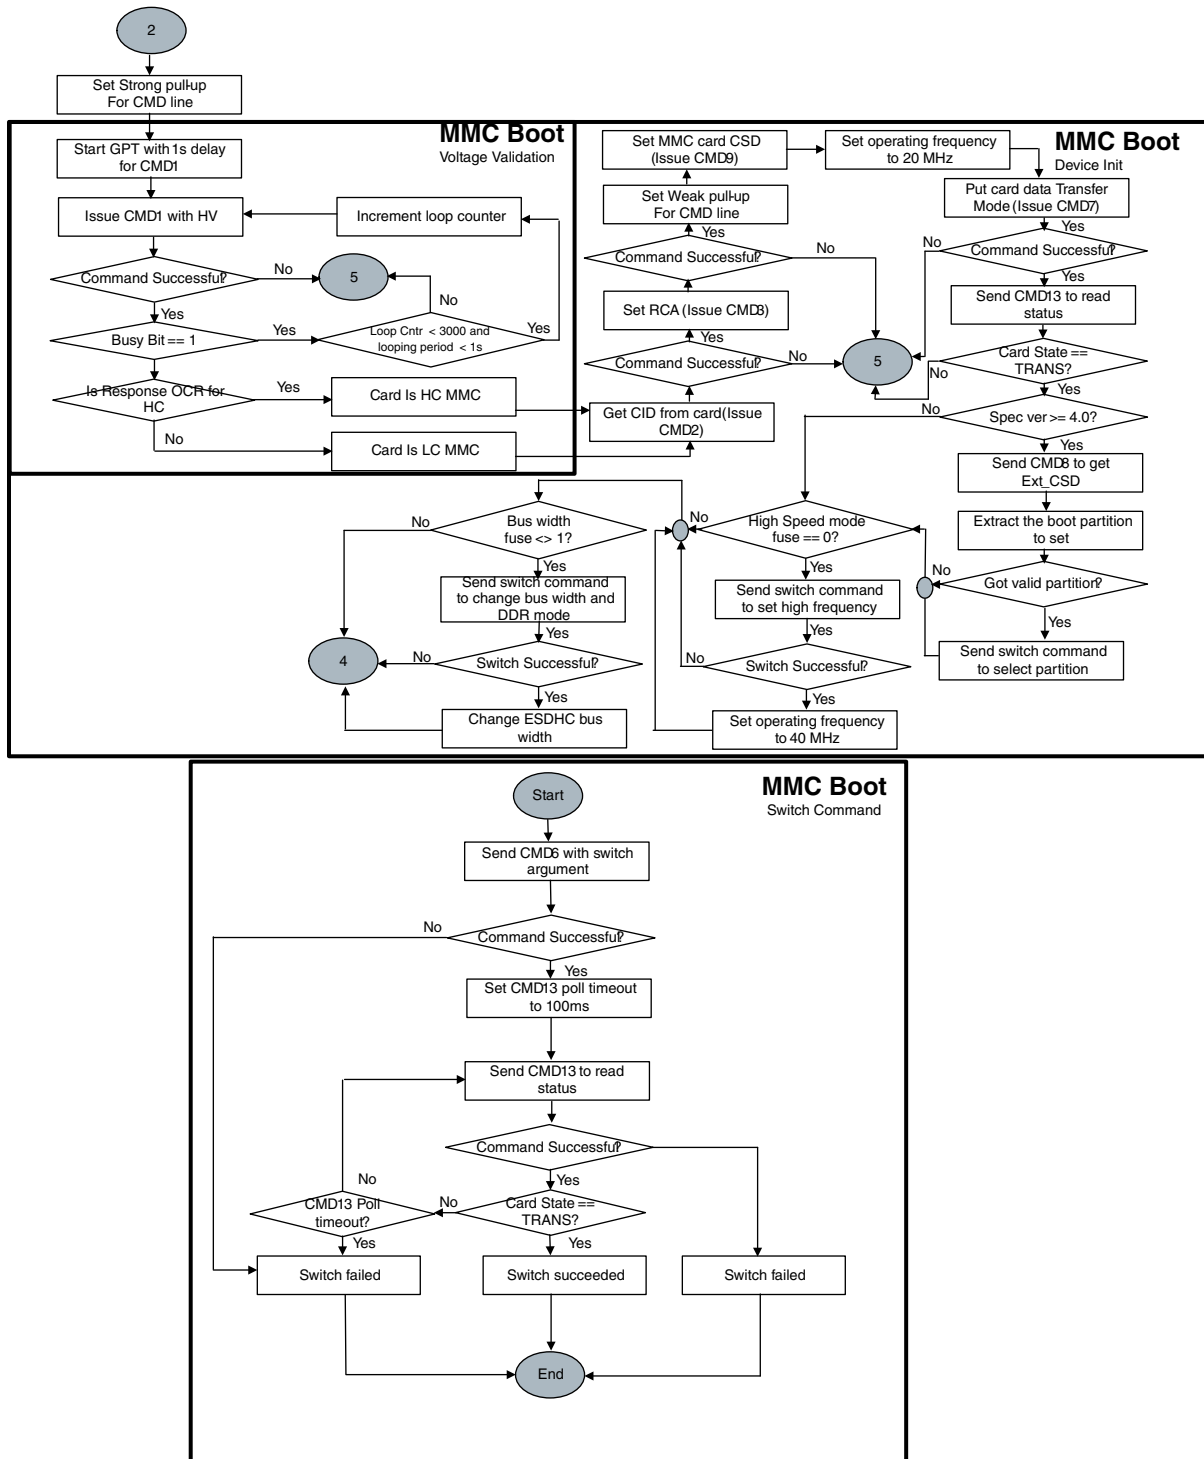 2
Set Strong pull-up
For CMD line
MMC Boot
Voltage Validation
Start GPT with 1s delay
for CMD1
Issue CMD1 with HV
Increment loop counter
Command Successful?
No
5
No
Yes
Busy Bit == 1
Yes
Loop Cntr < 3000 and
looping period < 1s
Yes
Is Response OCR for
HC
Yes
Card Is HC MMC
No
Card Is LC MMC
MMC Boot
Device Init
Set MMC card CSD
(Issue CMD9)
Set operating frequency
to 20 MHz
Set Weak pull-up
For CMD line
Put card data Transfer
Mode (Issue CMD7)
Yes
Command Successful?
No
Yes
No
Command Successful?
Yes
Set RCA (Issue CMD3)
Send CMD13 to read
status
Yes
Command Successful?
No
5
Card State ==
TRANS?
No
Yes
Get CID from card(Issue
CMD2)
No
Spec ver >= 4.0?
Yes
Send CMD8 to get
Ext_CSD
No
Bus width
fuse <> 1?
No
High Speed mode
fuse == 0?
Extract the boot partition
to set
Yes
Yes
No
Got valid partition?
Send switch command
to change bus width and
DDR mode
Send switch command
to set high frequency
Yes
Yes
Yes
4
No
Switch Successful?
No
Switch Successful?
Send switch command
to select partition
Yes
Yes
Change ESDHC bus
width
Set operating frequency
to 40 MHz
MMC Boot
Switch Command
Start
Send CMD6 with switch
argument
No
Command Successful?
Yes
Set CMD13 poll timeout
to 100ms
Send CMD13 to read
status
Command Successful?
No
Yes
CMD13 Poll
timeout?
No
Card State ==
TRANS?
Yes
Yes
Switch failed
Switch succeeded
Switch failed
End